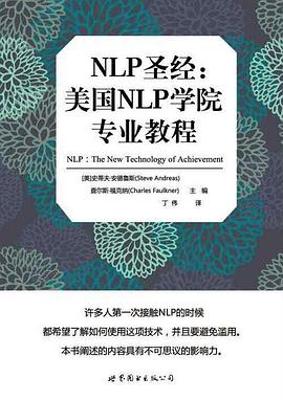 NLP圣经：
美国NLP学院
专业教程
NLP：The New Technology of Achievement
[美]史蒂夫·安德鲁斯(Steve Andreas)
查尔斯·福克纳(Charles Faulkner) 主 编
丁 伟 译
许多人第一次接触NLP的时候
都希望了解如何使用这项技术，并且要避免滥用。
本书阐述的内容具有不可思议的影响力。
世界图书出版公司